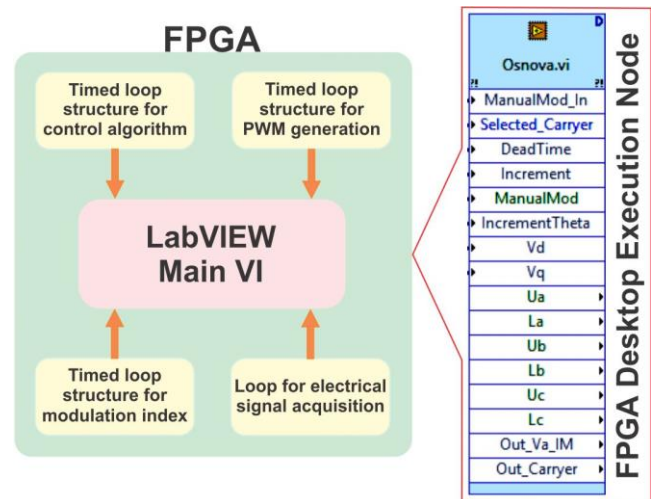 FPGA
Timed loop
structure for
control algorithm
Timed loop
structure for
PWM generation
LabVIEW
Main VI
Timed loop
structure for
modulation index
Loop for electrical
signal acquisition
D
Osnova.vi
?! ?!
ManualMod_In
Selected_Carryer
DeadTime
Increment
ManualMod
IncrementTheta
Vd
Vq
Ua
La
Ub
Lb
Uc
Lc
Out_Va_IM
Out_Carryer
FPGA Desktop Execution Node